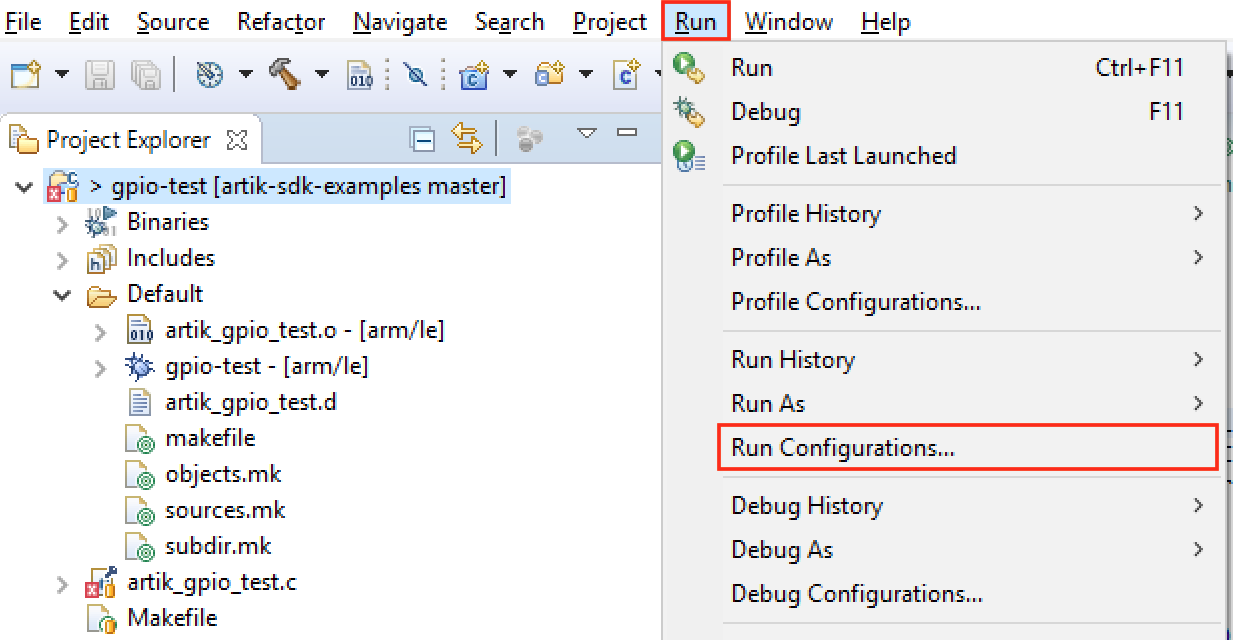 File Edit Source Refactor Navigate Search Project Run Window Help
Project Explorer
> gpio-test [artik-sdk-examples master]
Binaries
Includes
Default
artik_gpio_test.o - [arm/le]
gpio-test - [arm/le]
artik_gpio_test.d
makefile
objects.mk
sources.mk
subdir.mk
artik_gpio_test.c
Makefile
Run Ctrl+F11
Debug F11
Profile Last Launched
Profile History
Profile As
Profile Configurations...
Run History
Run As
Run Configurations...
Debug History
Debug As
Debug Configurations...